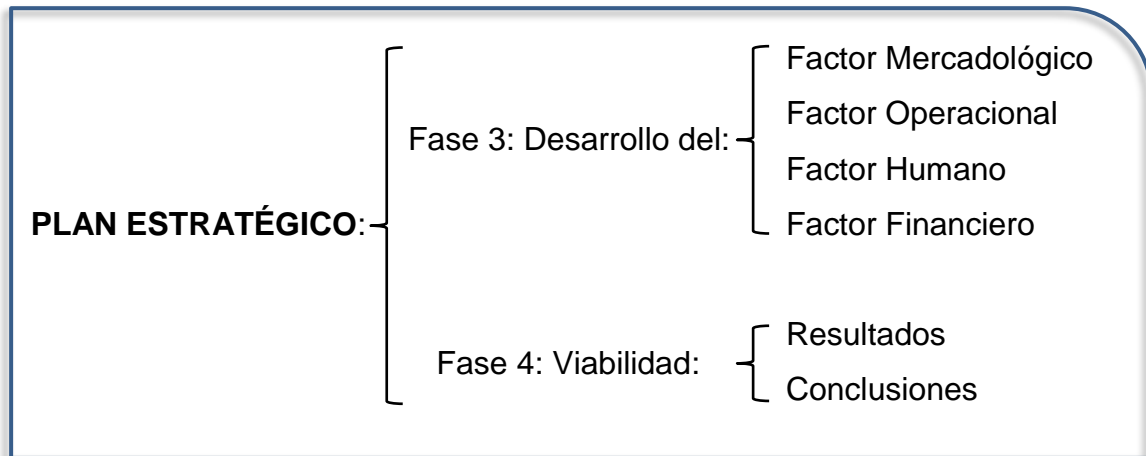 PLAN ESTRATÉGICO:
Fase 3: Desarrollo del:
Factor Mercadológico
Factor Operacional
Factor Humano
Factor Financiero
Fase 4: Viabilidad:
Resultados
Conclusiones